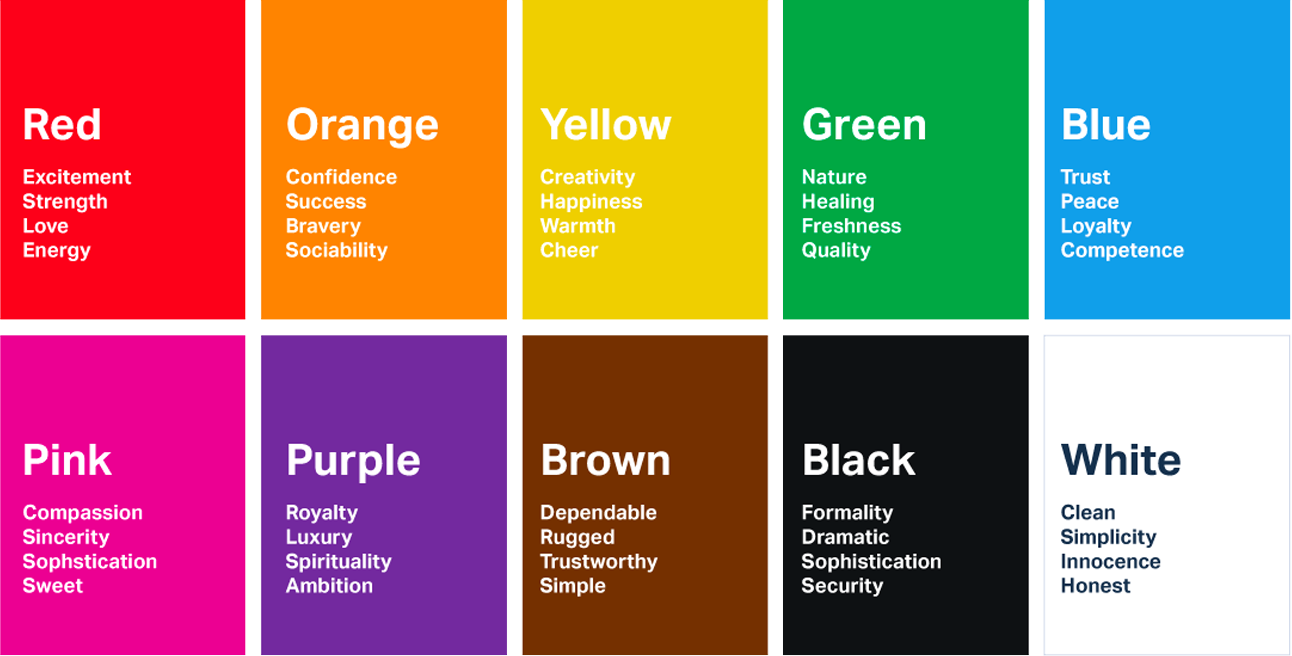 Red
Excitement
Strength
Love
Energy
Orange
Confidence
Success
Bravery
Sociability
Yellow
Creativity
Happiness
Warmth
Cheer
Green
Nature
Healing
Freshness
Quality
Blue
Trust
Peace
Loyalty
Competence
Pink
Compassion
Sincerity
Sophstication
Sweet
Purple
Royalty
Luxury
Spirituality
Ambition
Brown
Dependable
Rugged
Trustworthy
Simple
Black
Formality
Dramatic
Sophistication
Security
White
Clean
Simplicity
Innocence
Honest